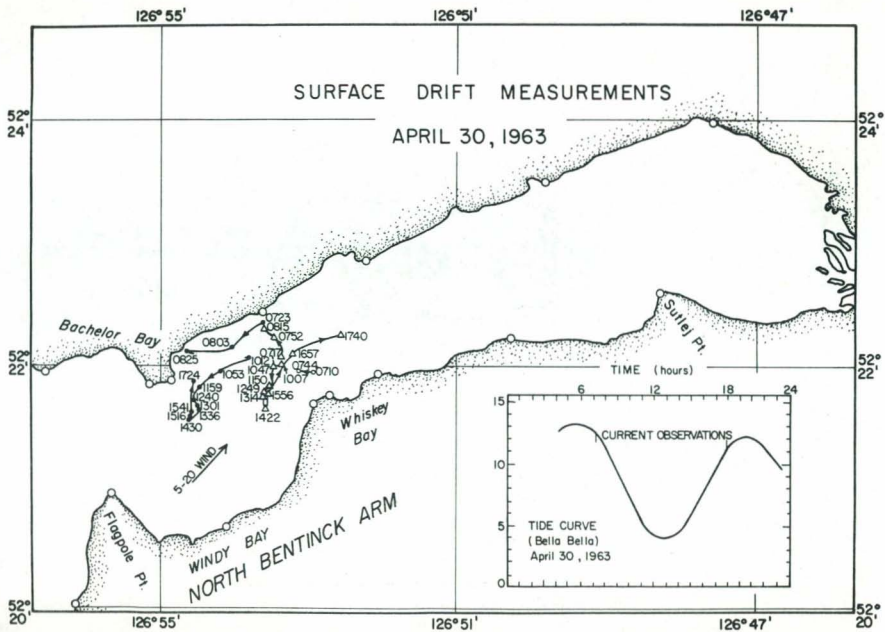 126°55' 126°51' 126°47'
SURFACE DRIFT MEASUREMENTS
APRIL 30, 1963
52° 24' 52° 24'
Bachelor Bay
0723
0815
0803 0752
1740
0825
1657
0744
0710
52° 22' 52° 22'
1047
1053
1007
1724
1159
1249
1501
1240
1314
1556
1541 1301
1516 1336
1422
1430
5-20 WIND
Whiskey Bay
Sutlej Pt.
Flagpole Pt.
WINDY BAY
NORTH BENTINCK ARM
TIME (hours)
6 12 18 24
15
CURRENT OBSERVATIONS
10
5
TIDE CURVE
(Bella Bella)
April 30, 1963
0
52° 20' 52° 20'
126°55' 126°51' 126°47'